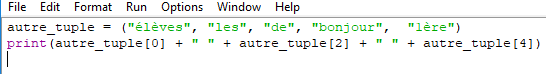 File Edit Format Run Options Window Help
autre_tuple = ("élèves", "les", "de", "bonjour",  "1ère")
print(autre_tuple[0] + " " + autre_tuple[2] + " " + autre_tuple[4])